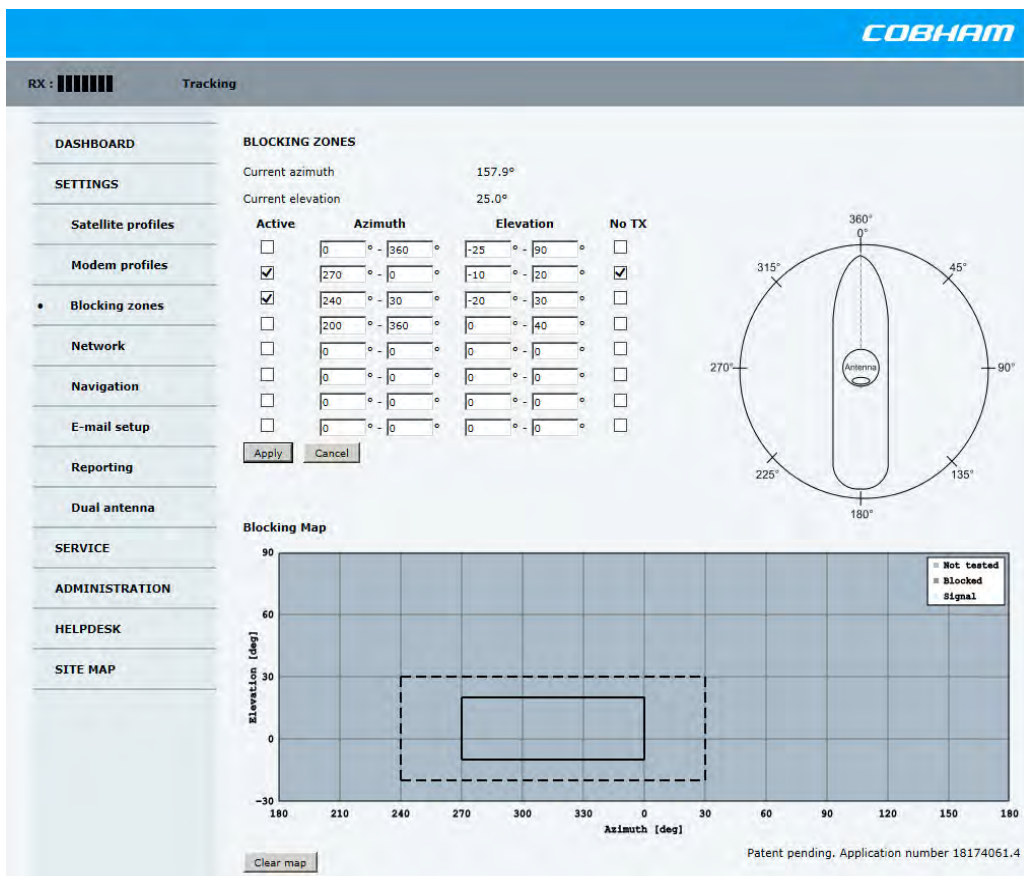 COBHAM
RX :
Tracking
DASHBOARD
SETTINGS
Satellite profiles
Modem profiles
• Blocking zones
Network
Navigation
E-mail setup
Reporting
Dual antenna
SERVICE
ADMINISTRATION
HELPDESK
SITE MAP
BLOCKING ZONES
Current azimuth 157.9°
Current elevation 25.0°
Active Azimuth Elevation No TX
0 ° - 360 ° -25 ° - 90 °
270 ° - 0 ° -10 ° - 20 °
240 ° - 30 ° -20 ° - 30 °
200 ° - 360 ° 0 ° - 40 °
0 ° - 0 ° 0 ° - 0 °
0 ° - 0 ° 0 ° - 0 °
0 ° - 0 ° 0 ° - 0 °
0 ° - 0 ° 0 ° - 0 °
Apply Cancel
360°
0°
315° 45°
270° Antenna 90°
225° 135°
180°
Blocking Map
Not tested
Blocked
Signal
Elevation [deg]
90
60
30
0
-30
180 210 240 270 300 330 0 30 60 90 120 150 180
Azimuth [deg]
Clear map
Patent pending. Application number 18174061.4